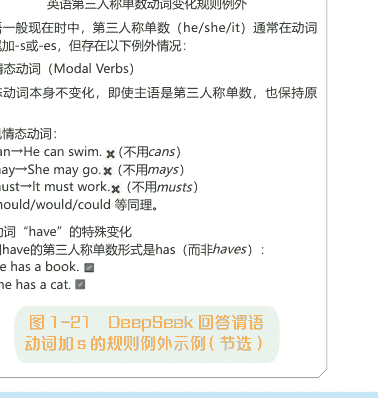 英语第三人称单数动词变化规则例外
一般现在时中，第三人称单数（he/she/it）通常在动词
加-s或-es，但存在以下例外情况：
情态动词（Modal Verbs）
态动词本身不变化，即使主语是第三人称单数，也保持原
情态动词：
an→He can swim. ✖（不用cans）
nay→She may go. ✖（不用mays）
nust→It must work. ✖（不用musts）
hould/would/could 等同理。
动词“have”的特殊变化
have的第三人称单数形式是has（而非haves）：
e has a book. ☑
he has a cat. ☑
图 1-21 DeepSeek 回答谓语
动词加 s 的规则例外示例（节选）